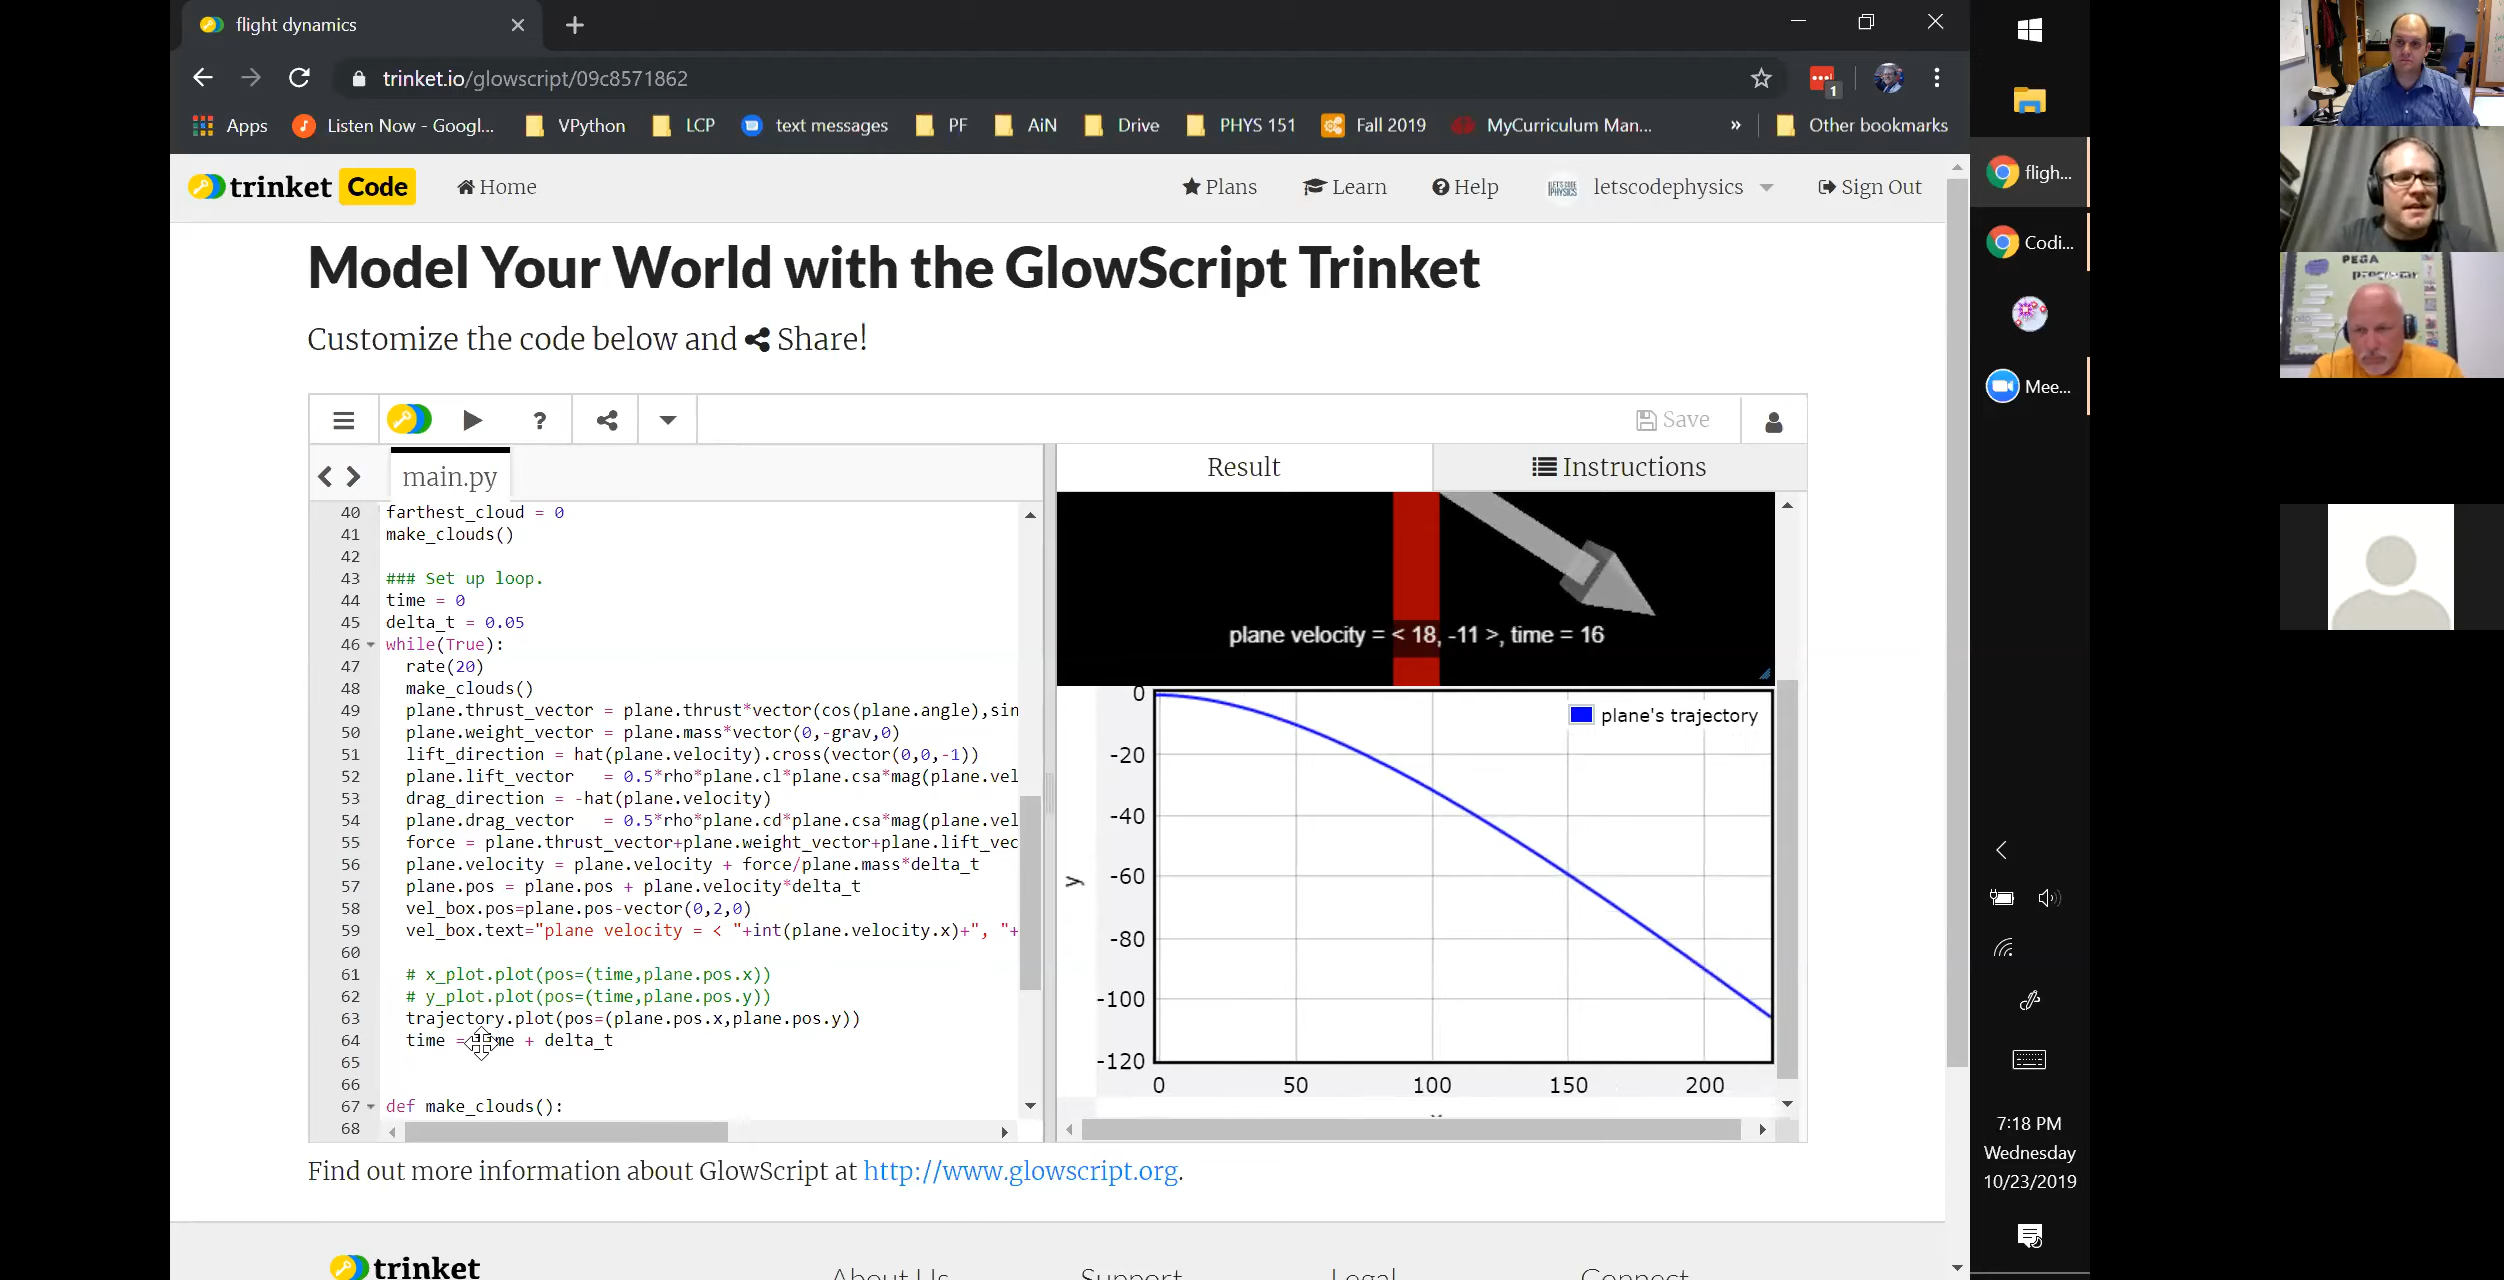 flight dynamics
trinket.io/glowscript/09c8571862
1
Apps
Listen Now - Googl...
VPython
LCP
text messages
PF
AiN
Drive
PHYS 151
Fall 2019
MyCurriculum Man...
»
Other bookmarks
trinket Code
Home
Plans
Learn
Help
letscodephysics
Sign Out
Model Your World with the GlowScript Trinket
Customize the code below and Share!
?
Save
main.py
Result
Instructions
40 farthest_cloud = 0
41 make_clouds()
42
43 ### Set up loop.
44 time = 0
45 delta_t = 0.05
46 while(True):
47 rate(20)
48 make_clouds()
49 plane.thrust_vector = plane.thrust*vector(cos(plane.angle),sin
50 plane.weight_vector = plane.mass*vector(0,-grav,0)
51 lift_direction = hat(plane.velocity).cross(vector(0,0,-1))
52 plane.lift_vector = 0.5*rho*plane.cl*plane.csa*mag(plane.vel
53 drag_direction = -hat(plane.velocity)
54 plane.drag_vector = 0.5*rho*plane.cd*plane.csa*mag(plane.vel
55 force = plane.thrust_vector+plane.weight_vector+plane.lift_vec
56 plane.velocity = plane.velocity + force/plane.mass*delta_t
57 plane.pos = plane.pos + plane.velocity*delta_t
58 vel_box.pos=plane.pos-vector(0,2,0)
59 vel_box.text="plane velocity = < "+int(plane.velocity.x)+", "+
60
61 # x_plot.plot(pos=(time,plane.pos.x))
62 # y_plot.plot(pos=(time,plane.pos.y))
63 trajectory.plot(pos=(plane.pos.x,plane.pos.y))
64 time = time + delta_t
65
66
67 def make_clouds():
68
plane velocity = < 18, -11 >, time = 16
plane's trajectory
0
-20
-40
-60
-80
-100
-120
y
0 50 100 150 200
Find out more information about GlowScript at http://www.glowscript.org.
trinket
About Us
Support
Legal
Connect
fligh...
Codi...
Mee...
7:18 PM
Wednesday
10/23/2019
PEGA
program